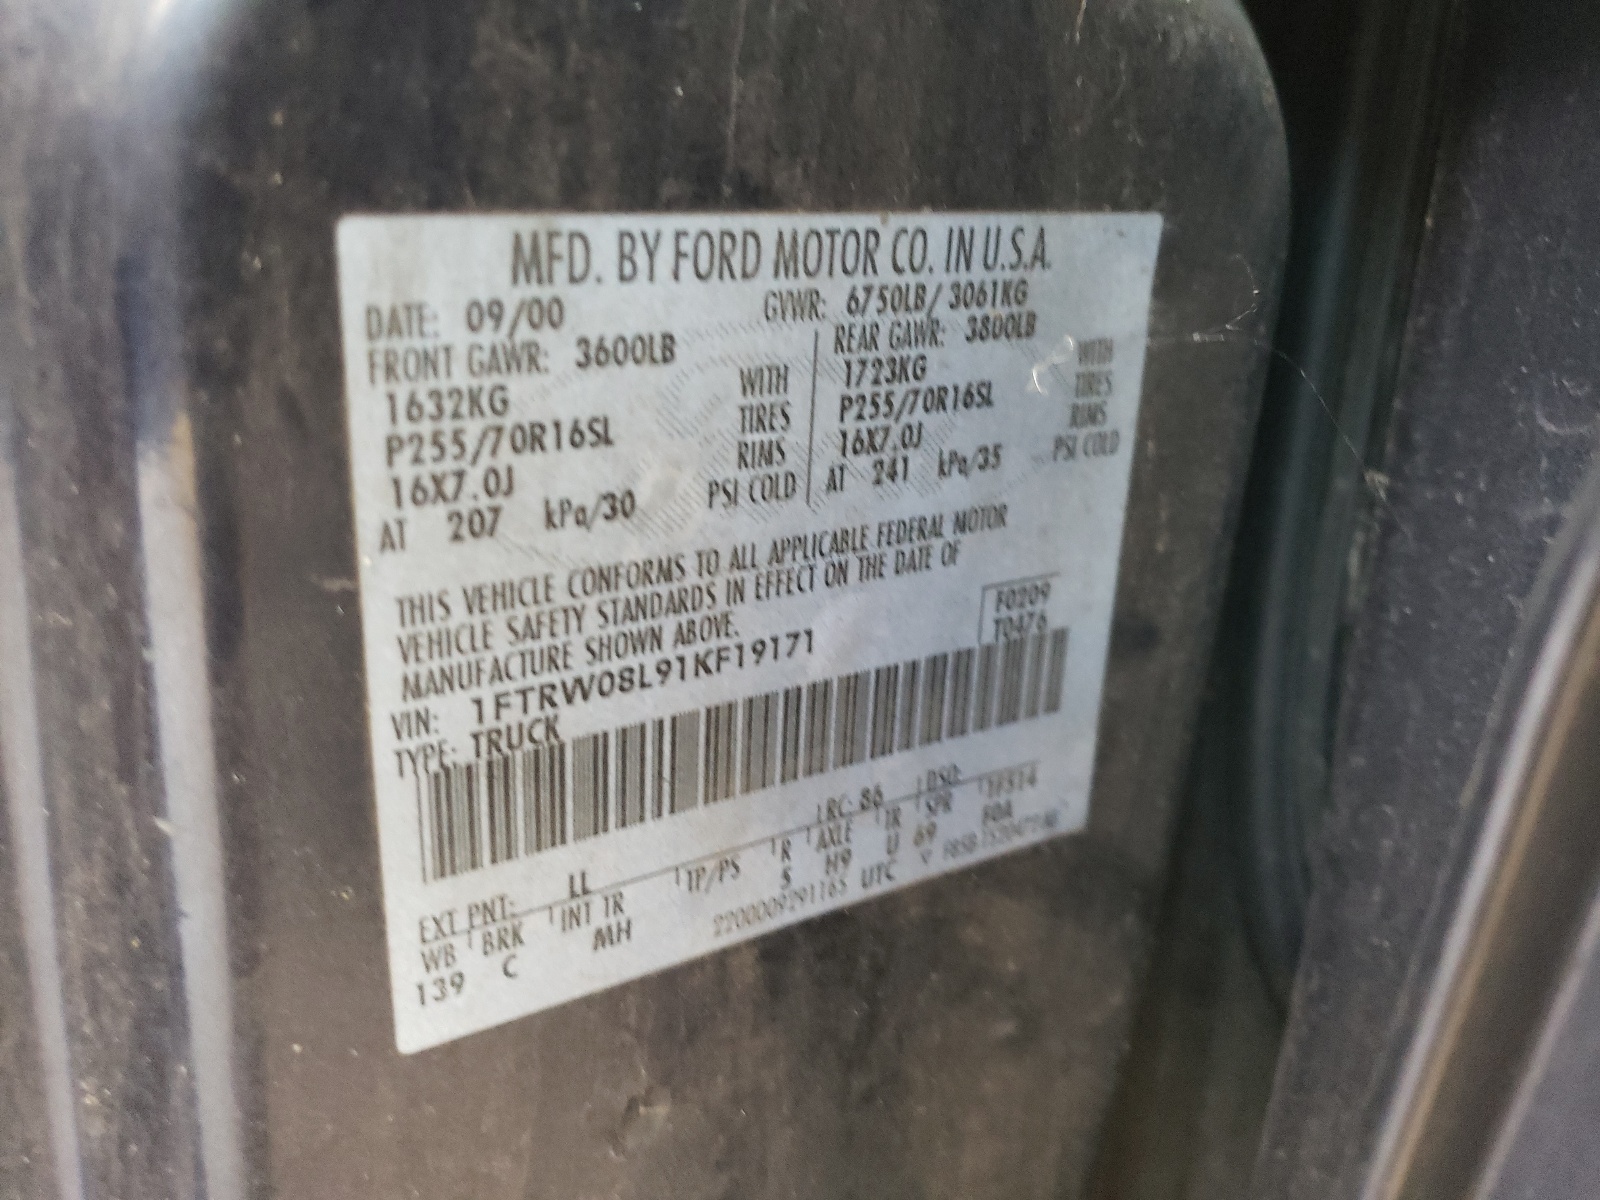 MFD. BY FORD MOTOR CO. IN U.S.A.
DATE: 09/00 GVWR: 6750LB/ 3061KG
FRONT GAWR: 3600LB REAR GAWR: 3800LB
1632KG WITH 1723KG WITH
P255/70R16SL TIRES P255/70R16SL TIRES
16X7.0J RIMS 16X7.0J RIMS
AT 207 kPa/30 PSI COLD AT 241 kPa/35 PSI COLD
THIS VEHICLE CONFORMS TO ALL APPLICABLE FEDERAL MOTOR
VEHICLE SAFETY STANDARDS IN EFFECT ON THE DATE OF
MANUFACTURE SHOWN ABOVE.
F0209
T0476
VIN: 1FTRW08L91KF19171
TYPE: TRUCK
EXT PNT: LL RC: 86 DSO: 1F514
WB BRK INT TR TP/PS R AXLE TR SPR F0A
139 C MH 5 H9 U 69
2200009291165 UTC